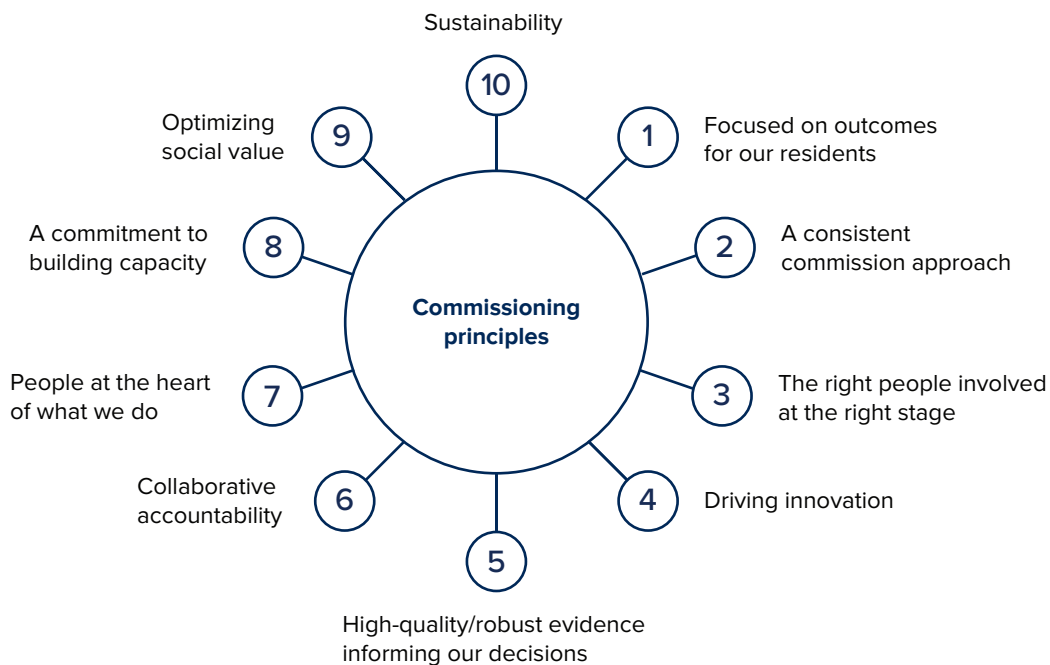 Commissioning
principles
1
Focused on outcomes
for our residents
2
A consistent
commission approach
3
The right people involved
at the right stage
4
Driving innovation
5
High-quality/robust evidence
informing our decisions
6
Collaborative
accountability
7
People at the heart
of what we do
8
A commitment to
building capacity
9
Optimizing
social value
10
Sustainability